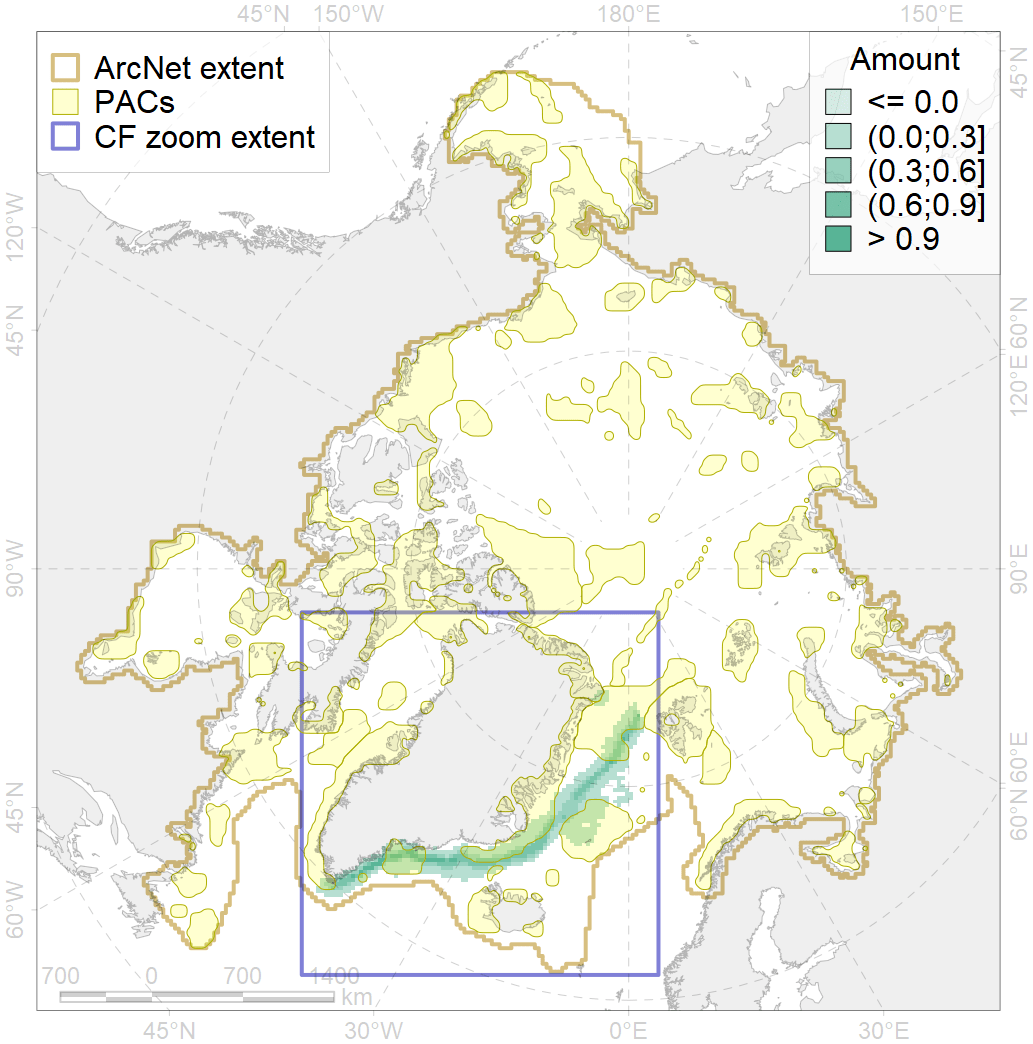 45°N 150°W 180°E 150°E
ArcNet extent
PACs
CF zoom extent
Amount
<= 0.0
(0.0;0.3]
(0.3;0.6]
(0.6;0.9]
> 0.9
45°N
120°W
45°N
90°W
45°N
60°W
60°N
120°E
90°E
60°E
60°N
700 0 700 1400
km
45°N 30°W 0°E 30°E